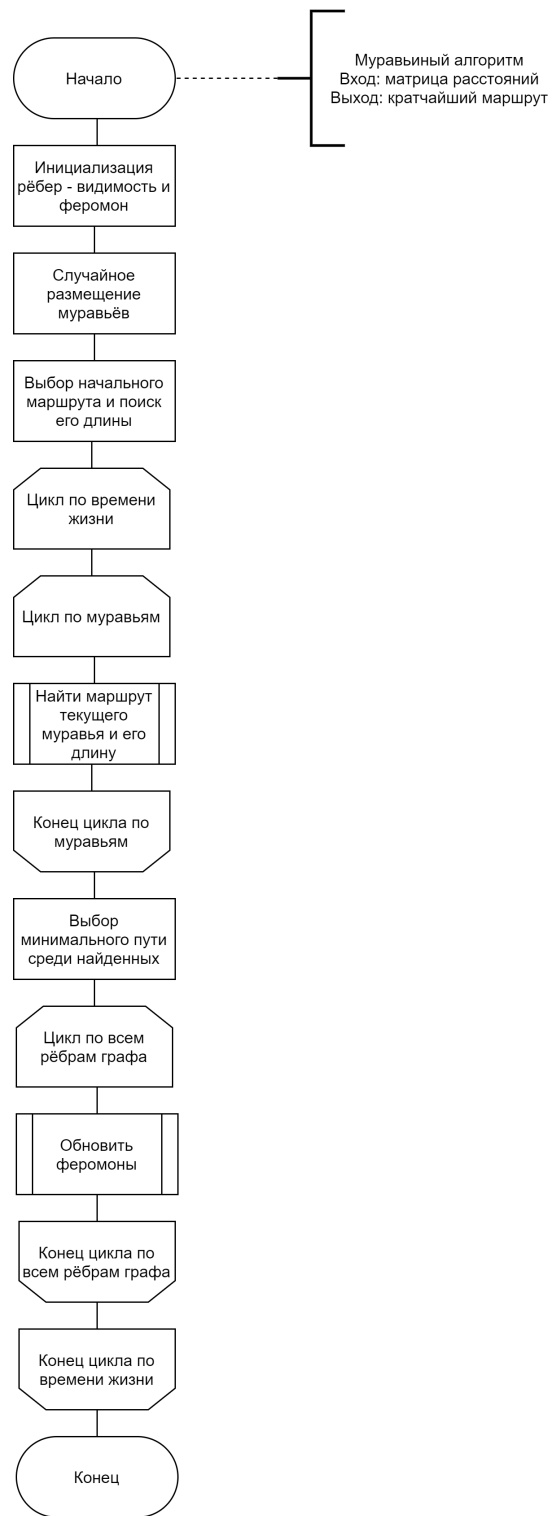 Начало
Муравьиный алгоритм
Вход: матрица расстояний
Выход: кратчайший маршрут
Инициализация
рёбер - видимость и
феромон
Случайное
размещение
муравьёв
Выбор начального
маршрута и поиск
его длины
Цикл по времени
жизни
Цикл по муравьям
Найти маршрут
текущего
муравья и его
длину
Конец цикла по
муравьям
Выбор
минимального пути
среди найденных
Цикл по всем
рёбрам графа
Обновить
феромоны
Конец цикла по
всем рёбрам графа
Конец цикла по
времени жизни
Конец